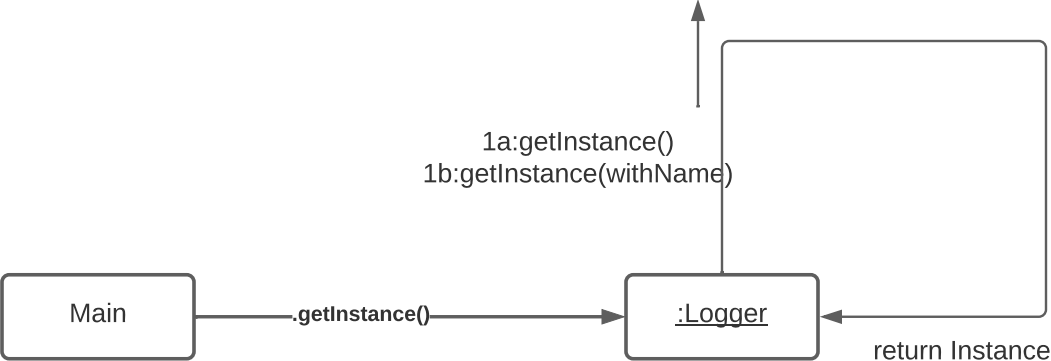 1a:getInstance()
1b:getInstance(withName)
Main
.getInstance()
:Logger
return Instance